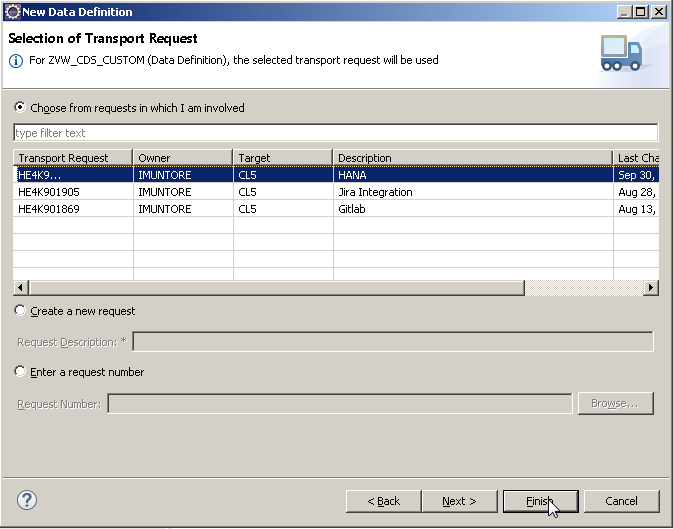 New Data Definition
Selection of Transport Request
For ZVW_CDS_CUSTOM (Data Definition), the selected transport request will be used
Choose from requests in which I am involved
type filter text
Transport Request Owner Target Description Last Cha
HE4K9... IMUNTORE CL5 HANA Sep 30,
HE4K901905 IMUNTORE CL5 Jira Integration Aug 28,
HE4K901869 IMUNTORE CL5 Gitlab Aug 13,
Create a new request
Request Description: *
Enter a request number
Request Number: Browse...
? < Back Next > Finish Cancel